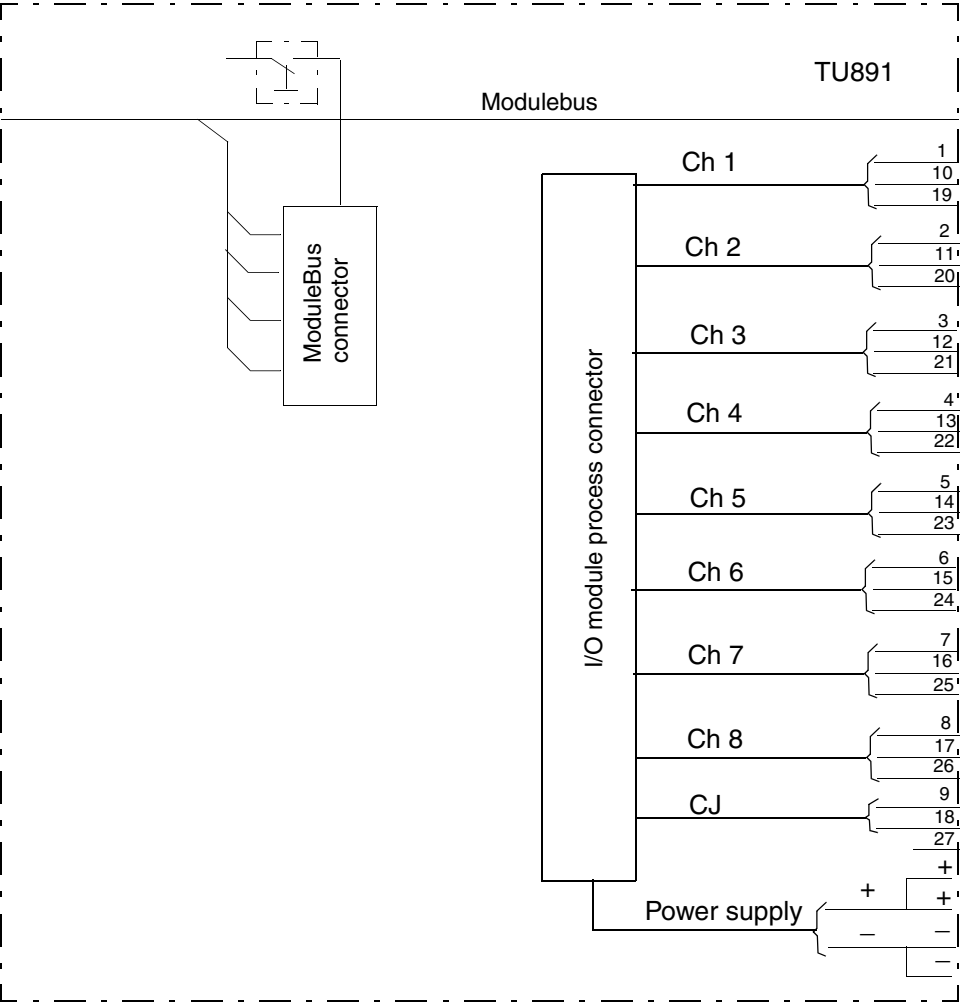 TU891
Modulebus
Ch 1
1
10
19
Ch 2
2
11
20
ModuleBus
connector
Ch 3
3
12
21
I/O module process connector
Ch 4
4
13
22
Ch 5
5
14
23
Ch 6
6
15
24
Ch 7
7
16
25
Ch 8
8
17
26
CJ
9
18
27
+
+
+
Power supply
–
–
–